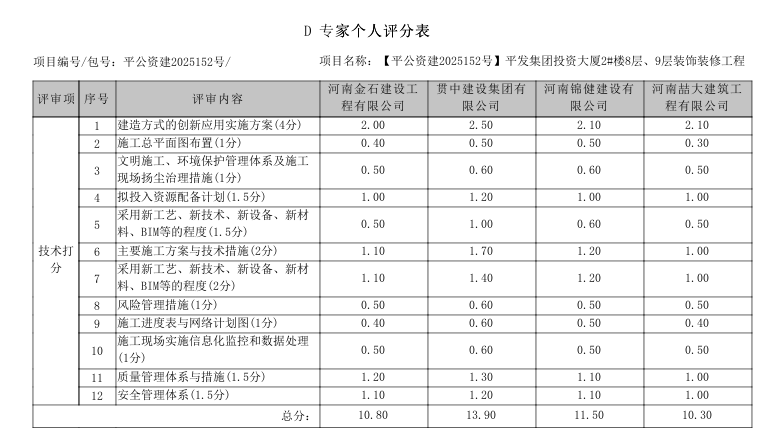 D 专家个人评分表
项目编号/包号: 平公资建2025152号/ 项目名称: 【平公资建2025152号】平发集团投资大厦2#楼8层、9层装饰装修工程
评审项 序号 评审内容 河南金石建设工程有限公司 贯中建设集团有限公司 河南锦健建设有限公司 河南喆大建筑工程有限公司
技术打分
1 建造方式的创新应用实施方案(4分) 2.00 2.50 2.10 2.10
2 施工总平面图布置(1分) 0.40 0.50 0.50 0.30
3 文明施工、环境保护管理体系及施工现场扬尘治理措施(1分) 0.50 0.60 0.60 0.50
4 拟投入资源配备计划(1.5分) 1.00 1.20 1.00 1.00
5 采用新工艺、新技术、新设备、新材料、BIM等的程度(1.5分) 0.50 1.00 0.60 0.50
6 主要施工方案与技术措施(2分) 1.10 1.70 1.20 1.00
7 采用新工艺、新技术、新设备、新材料、BIM等的程度(2分) 1.10 1.40 1.20 1.00
8 风险管理措施(1分) 0.50 0.60 0.50 0.50
9 施工进度表与网络计划图(1分) 0.40 0.60 0.50 0.40
10 施工现场实施信息化监控和数据处理(1分) 0.50 0.60 0.50 0.50
11 质量管理体系与措施(1.5分) 1.20 1.30 1.10 1.00
12 安全管理体系(1.5分) 1.10 1.20 1.10 1.00
总分: 10.80 13.90 11.50 10.30